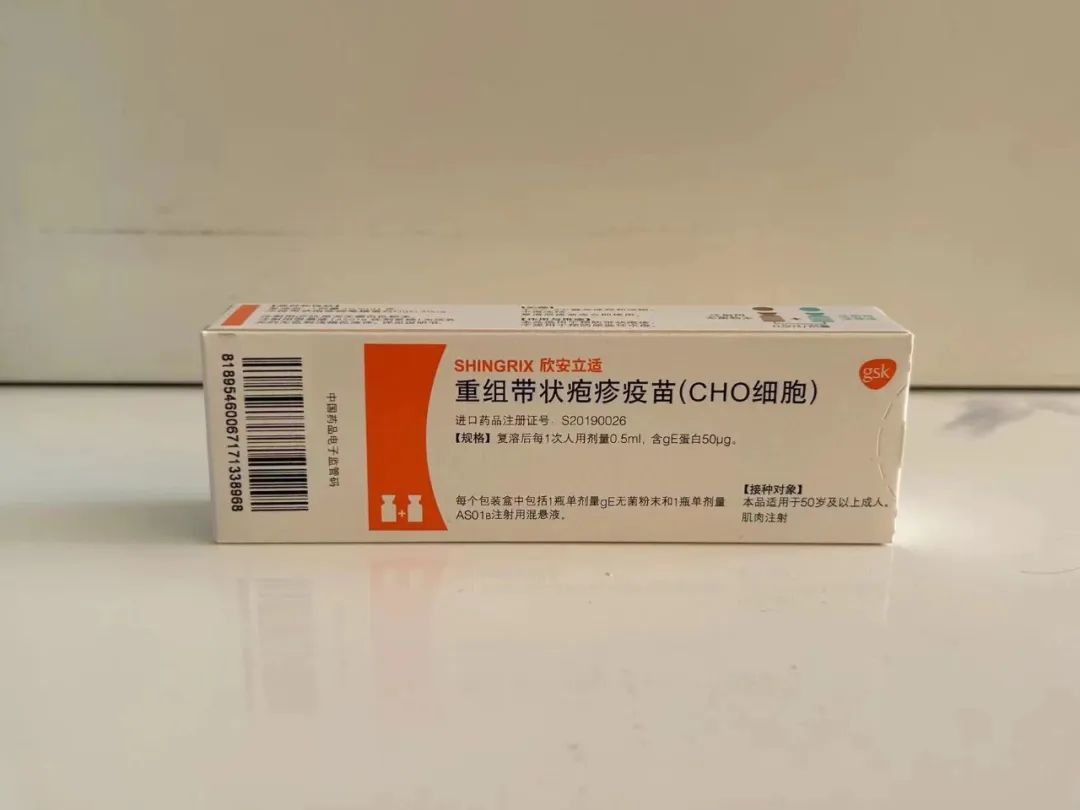 81895460067171338968
中国药品电子监管码
SHINGRIX 欣安立适
重组带状疱疹疫苗(CHO细胞)
gsk
进口药品注册证号：S20190026
【规格】复溶后每1次人用剂量0.5ml，含gE蛋白50μg。
每个包装盒中包括1瓶单剂量gE无菌粉末和1瓶单剂量
AS01B注射用混悬液。
【接种对象】
本品适用于50岁及以上成人。
肌肉注射